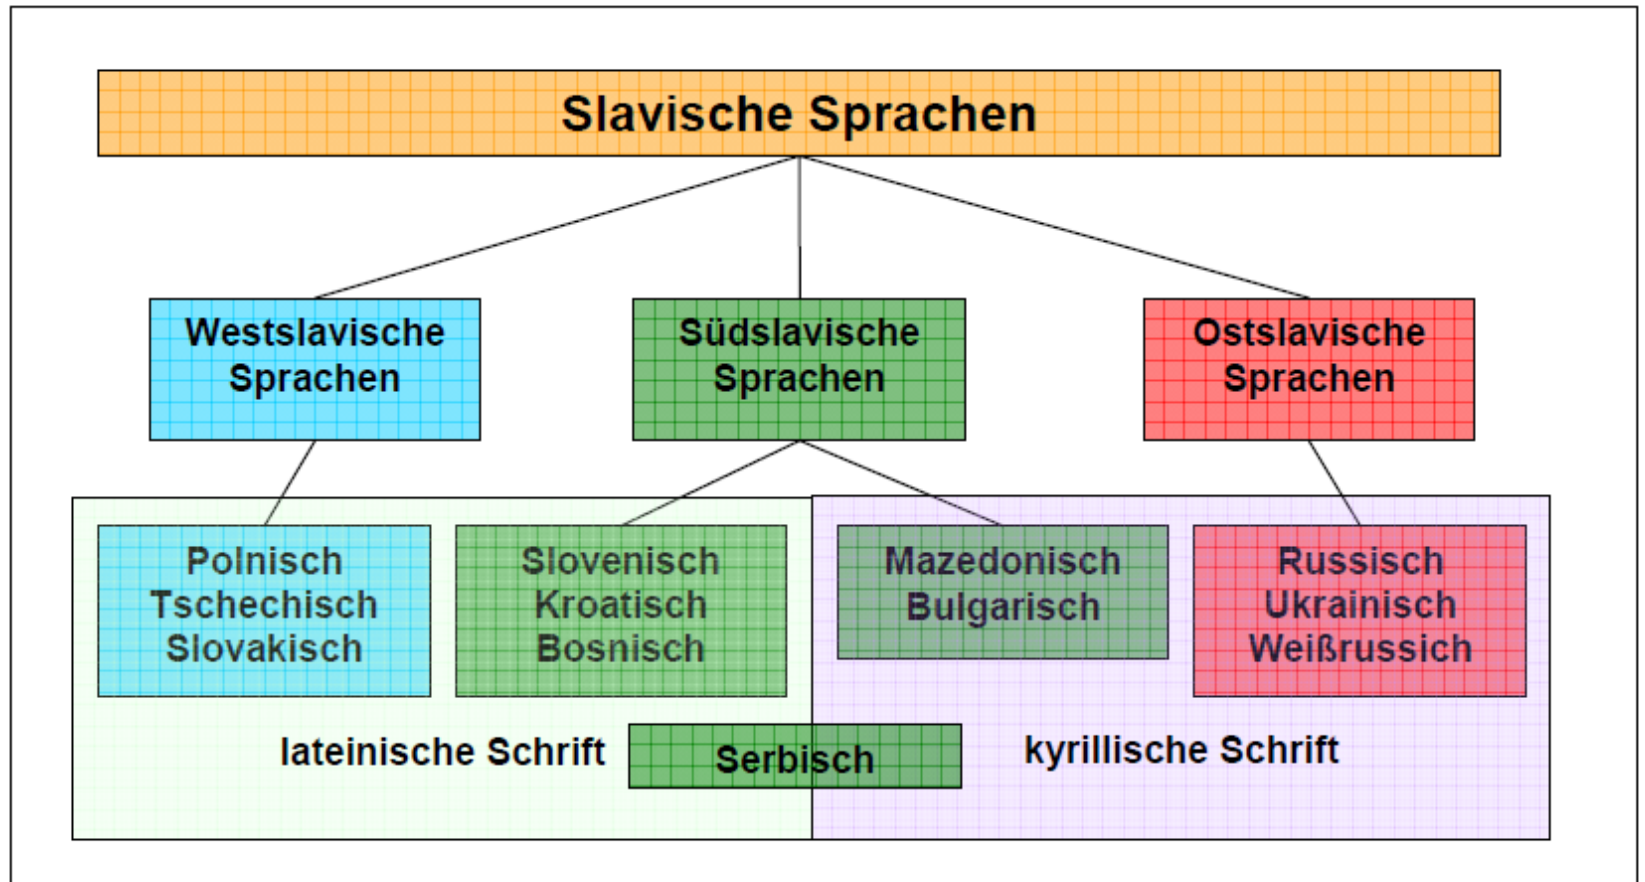 Slavische Sprachen
Westslavische
Sprachen
Südslavische
Sprachen
Ostslavische
Sprachen
Polnisch
Tschechisch
Slovakisch
Slovenisch
Kroatisch
Bosnisch
Mazedonisch
Bulgarisch
Russisch
Ukrainisch
Weißrussich
lateinische Schrift
Serbisch
kyrillische Schrift